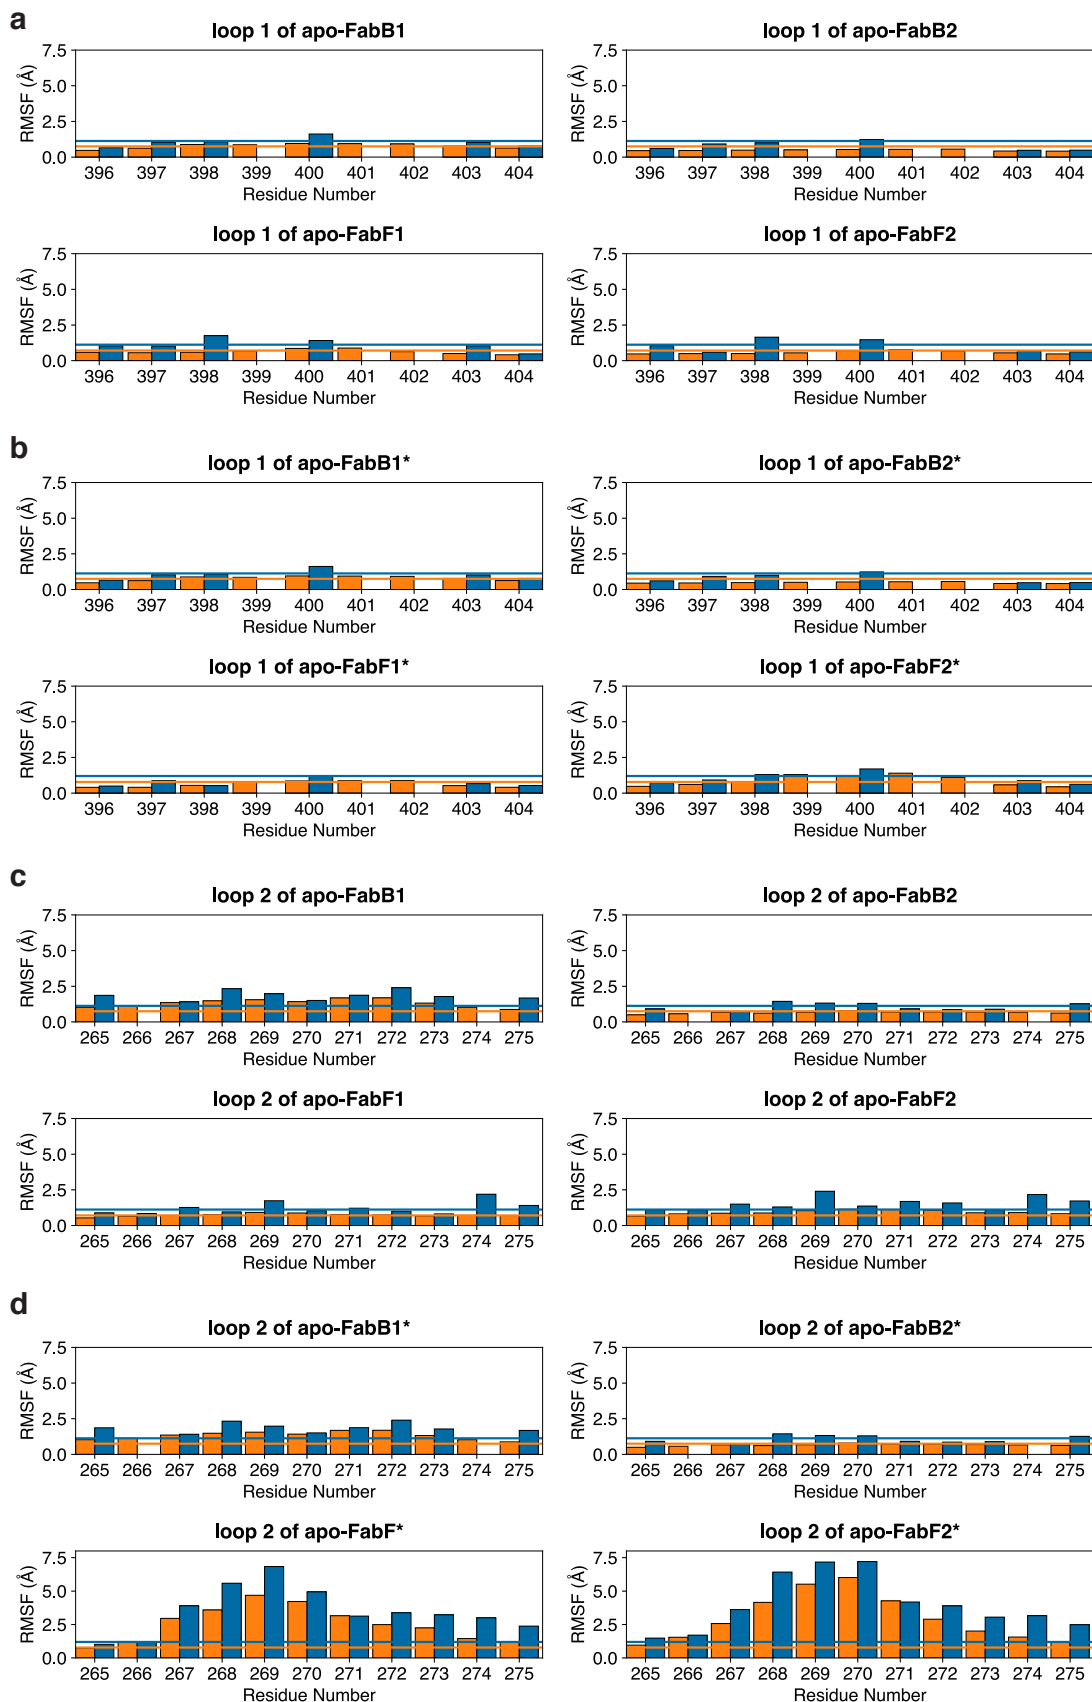 a
loop 1 of apo-FabB1
RMSF (Å)
7.5
5.0
2.5
0.0
396 397 398 399 400 401 402 403 404
Residue Number
loop 1 of apo-FabB2
RMSF (Å)
7.5
5.0
2.5
0.0
396 397 398 399 400 401 402 403 404
Residue Number
loop 1 of apo-FabF1
RMSF (Å)
7.5
5.0
2.5
0.0
396 397 398 399 400 401 402 403 404
Residue Number
loop 1 of apo-FabF2
RMSF (Å)
7.5
5.0
2.5
0.0
396 397 398 399 400 401 402 403 404
Residue Number
b
loop 1 of apo-FabB1*
RMSF (Å)
7.5
5.0
2.5
0.0
396 397 398 399 400 401 402 403 404
Residue Number
loop 1 of apo-FabB2*
RMSF (Å)
7.5
5.0
2.5
0.0
396 397 398 399 400 401 402 403 404
Residue Number
loop 1 of apo-FabF1*
RMSF (Å)
7.5
5.0
2.5
0.0
396 397 398 399 400 401 402 403 404
Residue Number
loop 1 of apo-FabF2*
RMSF (Å)
7.5
5.0
2.5
0.0
396 397 398 399 400 401 402 403 404
Residue Number
c
loop 2 of apo-FabB1
RMSF (Å)
7.5
5.0
2.5
0.0
265 266 267 268 269 270 271 272 273 274 275
Residue Number
loop 2 of apo-FabB2
RMSF (Å)
7.5
5.0
2.5
0.0
265 266 267 268 269 270 271 272 273 274 275
Residue Number
loop 2 of apo-FabF1
RMSF (Å)
7.5
5.0
2.5
0.0
265 266 267 268 269 270 271 272 273 274 275
Residue Number
loop 2 of apo-FabF2
RMSF (Å)
7.5
5.0
2.5
0.0
265 266 267 268 269 270 271 272 273 274 275
Residue Number
d
loop 2 of apo-FabB1*
RMSF (Å)
7.5
5.0
2.5
0.0
265 266 267 268 269 270 271 272 273 274 275
Residue Number
loop 2 of apo-FabB2*
RMSF (Å)
7.5
5.0
2.5
0.0
265 266 267 268 269 270 271 272 273 274 275
Residue Number
loop 2 of apo-FabF*
RMSF (Å)
7.5
5.0
2.5
0.0
265 266 267 268 269 270 271 272 273 274 275
Residue Number
loop 2 of apo-FabF2*
RMSF (Å)
7.5
5.0
2.5
0.0
265 266 267 268 269 270 271 272 273 274 275
Residue Number